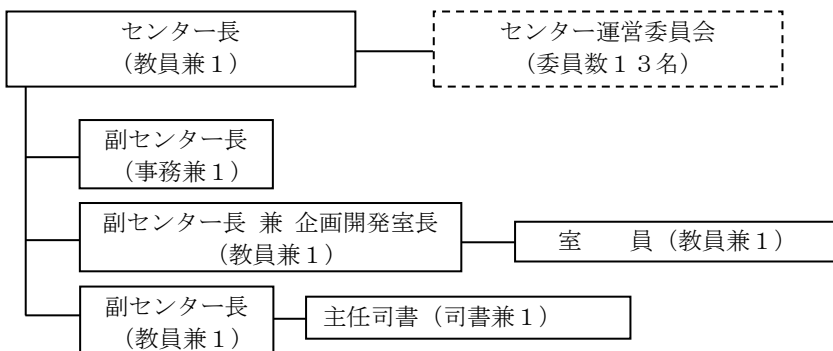 センター長
（教員兼１）
センター運営委員会
（委員数１３名）
副センター長
（事務兼１）
副センター長 兼 企画開発室長
（教員兼１）
室　　員（教員兼１）
副センター長
（教員兼１）
主任司書（司書兼１）